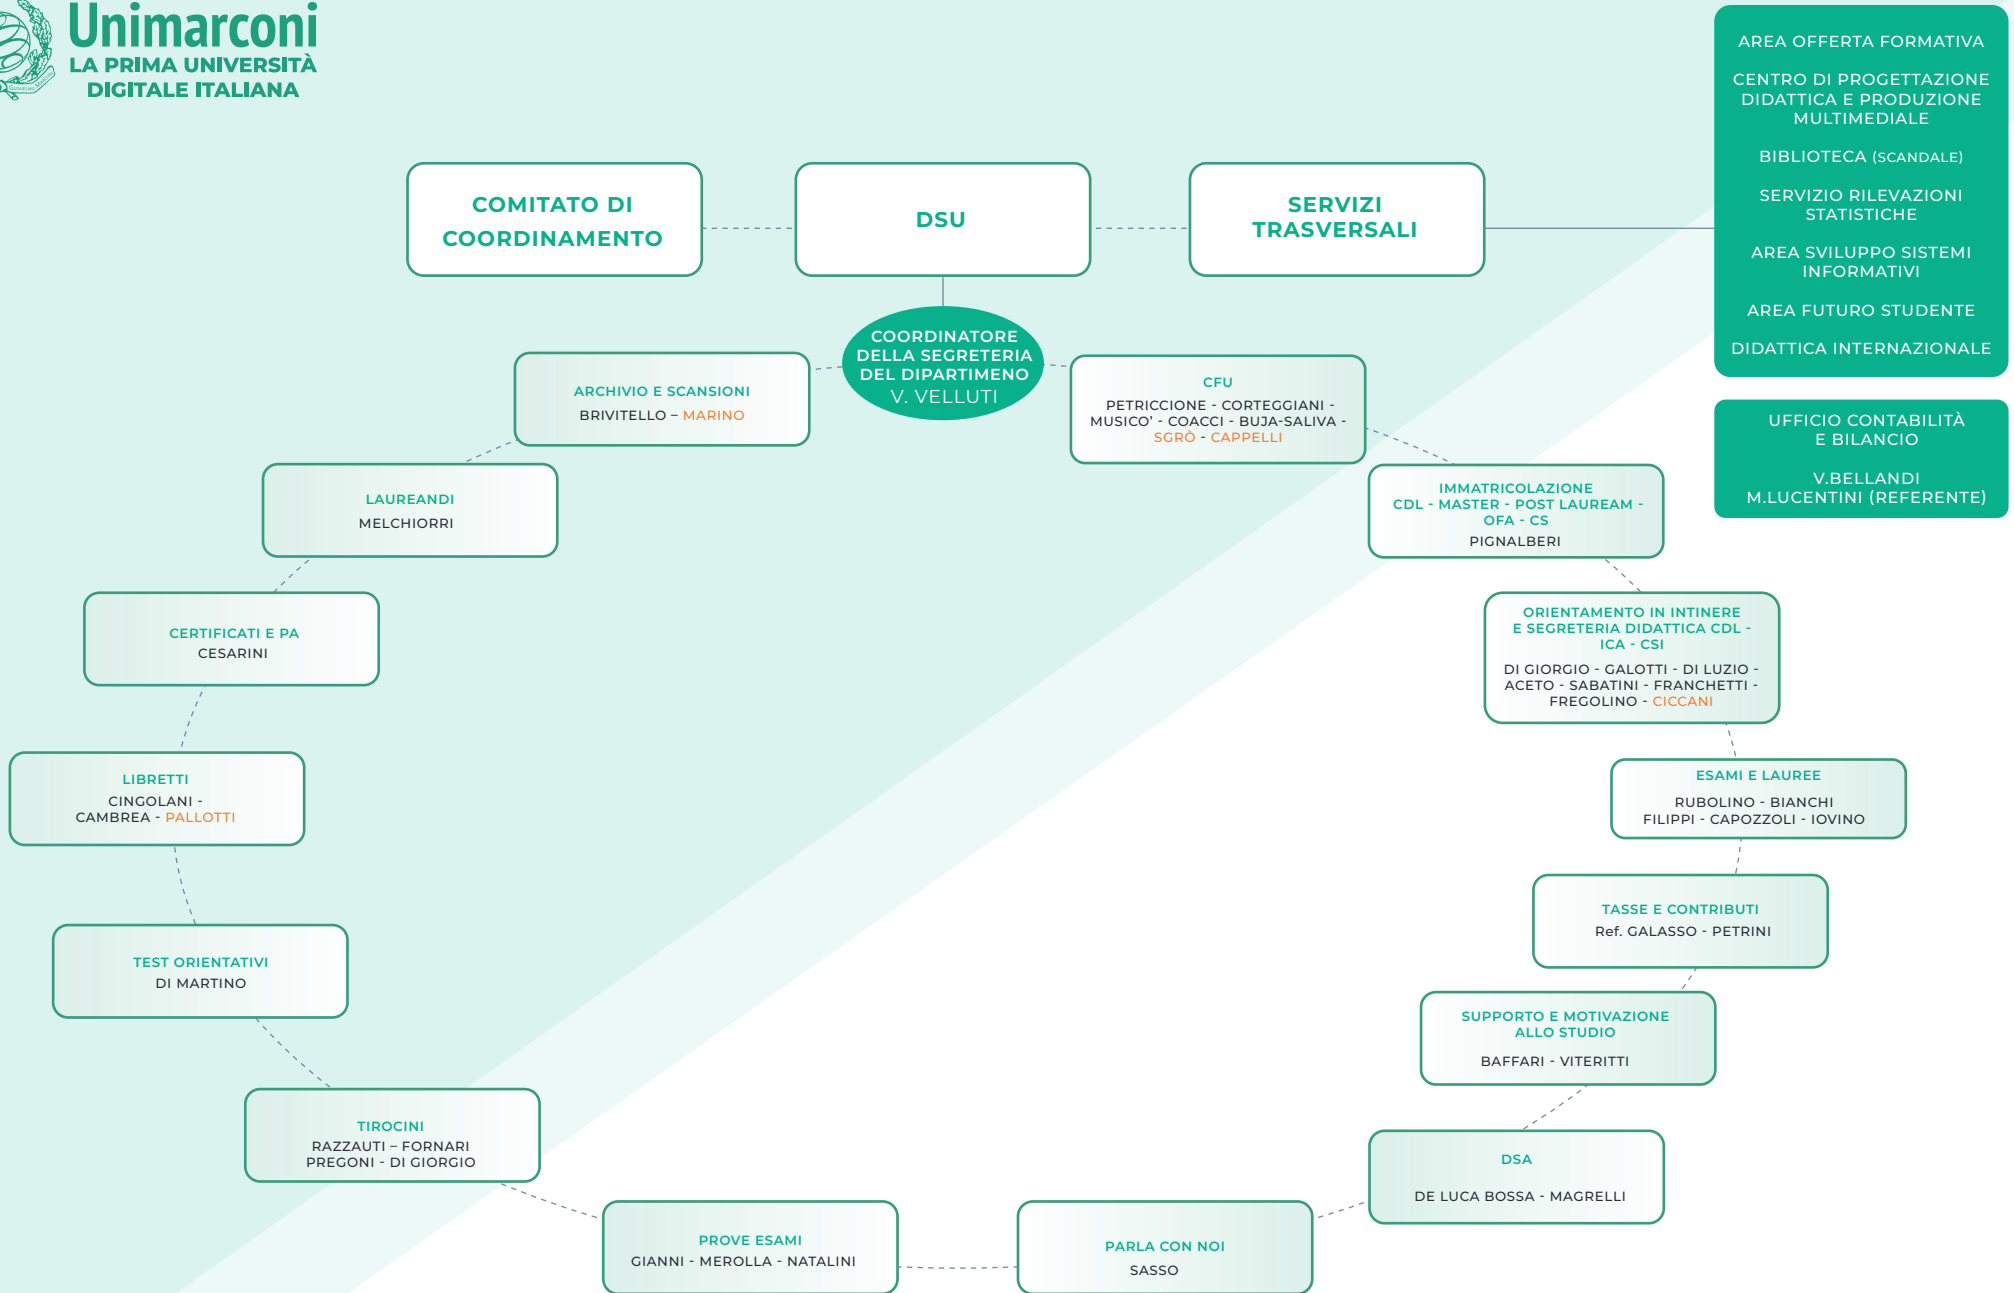 Unimarconi
LA PRIMA UNIVERSITÀ
DIGITALE ITALIANA
AREA OFFERTA FORMATIVA
CENTRO DI PROGETTAZIONE
DIDATTICA E PRODUZIONE
MULTIMEDIALE
BIBLIOTECA (SCANDALE)
SERVIZIO RILEVAZIONI
STATISTICHE
AREA SVILUPPO SISTEMI
INFORMATIVI
AREA FUTURO STUDENTE
DIDATTICA INTERNAZIONALE
UFFICIO CONTABILITÀ
E BILANCIO
V.BELLANDI
M.LUCENTINI (REFERENTE)
COMITATO DI
COORDINAMENTO
DSU
SERVIZI
TRASVERSALI
COORDINATORE
DELLA SEGRETERIA
DEL DIPARTIMENO
V. VELLUTI
ARCHIVIO E SCANSIONI
BRIVITELLO – MARINO
CFU
PETRICCIONE - CORTEGGIANI -
MUSICO’ - COACCI - BUJA-SALIVA -
SGRÒ - CAPPELLI
LAUREANDI
MELCHIORRI
IMMATRICOLAZIONE
CDL - MASTER - POST LAUREAM -
OFA - CS
PIGNALBERI
CERTIFICATI E PA
CESARINI
ORIENTAMENTO IN INTINERE
E SEGRETERIA DIDATTICA CDL -
ICA - CSI
DI GIORGIO - GALOTTI - DI LUZIO -
ACETO - SABATINI - FRANCHETTI -
FREGOLINO - CICCANI
LIBRETTI
CINGOLANI -
CAMBREA - PALLOTTI
ESAMI E LAUREE
RUBOLINO - BIANCHI
FILIPPI - CAPOZZOLI - IOVINO
TASSE E CONTRIBUTI
Ref. GALASSO - PETRINI
TEST ORIENTATIVI
DI MARTINO
SUPPORTO E MOTIVAZIONE
ALLO STUDIO
BAFFARI - VITERITTI
TIROCINI
RAZZAUTI – FORNARI
PREGONI - DI GIORGIO
DSA
DE LUCA BOSSA - MAGRELLI
PROVE ESAMI
GIANNI - MEROLLA - NATALINI
PARLA CON NOI
SASSO